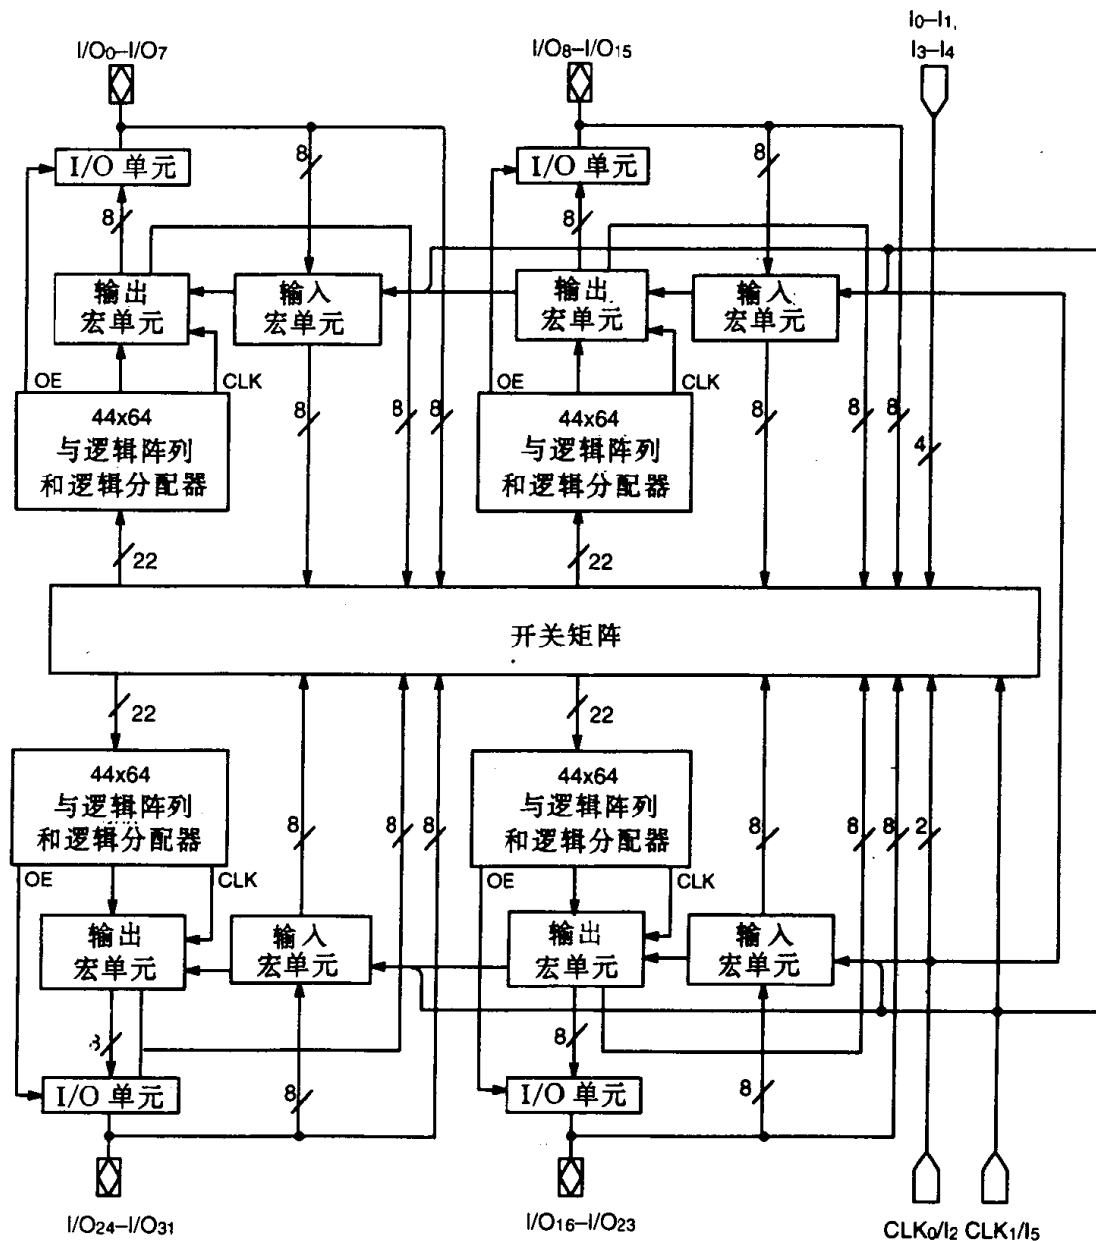 I/O0–I/O7
I/O8–I/O15
I0–I1,
I3–I4
I/O 单元
8
8
I/O 单元
8
8
输出
宏单元
输入
宏单元
输出
宏单元
输入
宏单元
OE
CLK
OE
CLK
44x64
与逻辑阵列
和逻辑分配器
8
8
8
44x64
与逻辑阵列
和逻辑分配器
8
8
8
4
22
22
开关矩阵
22
22
44x64
与逻辑阵列
和逻辑分配器
8
8
8
44x64
与逻辑阵列
和逻辑分配器
8
8
8
2
OE
CLK
OE
CLK
输出
宏单元
输入
宏单元
输出
宏单元
输入
宏单元
8
8
I/O 单元
8
I/O 单元
8
I/O24–I/O31
I/O16–I/O23
CLK0/I2
CLK1/I5